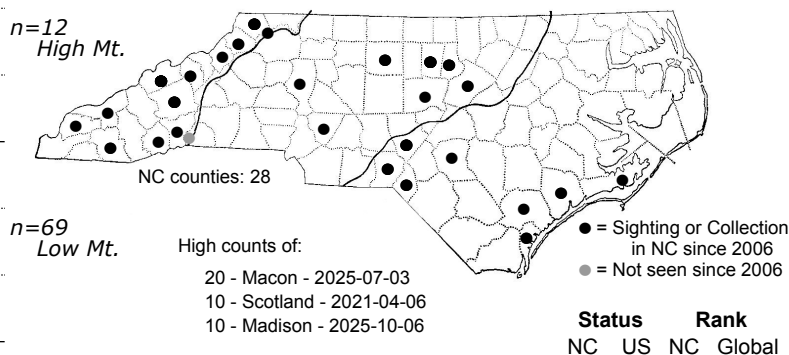 n=12
High Mt.
NC counties: 28
n=69
Low Mt.
High counts of:
20 - Macon - 2025-07-03
10 - Scotland - 2021-04-06
10 - Madison - 2025-10-06
● = Sighting or Collection
in NC since 2006
● = Not seen since 2006
Status Rank
NC US NC Global